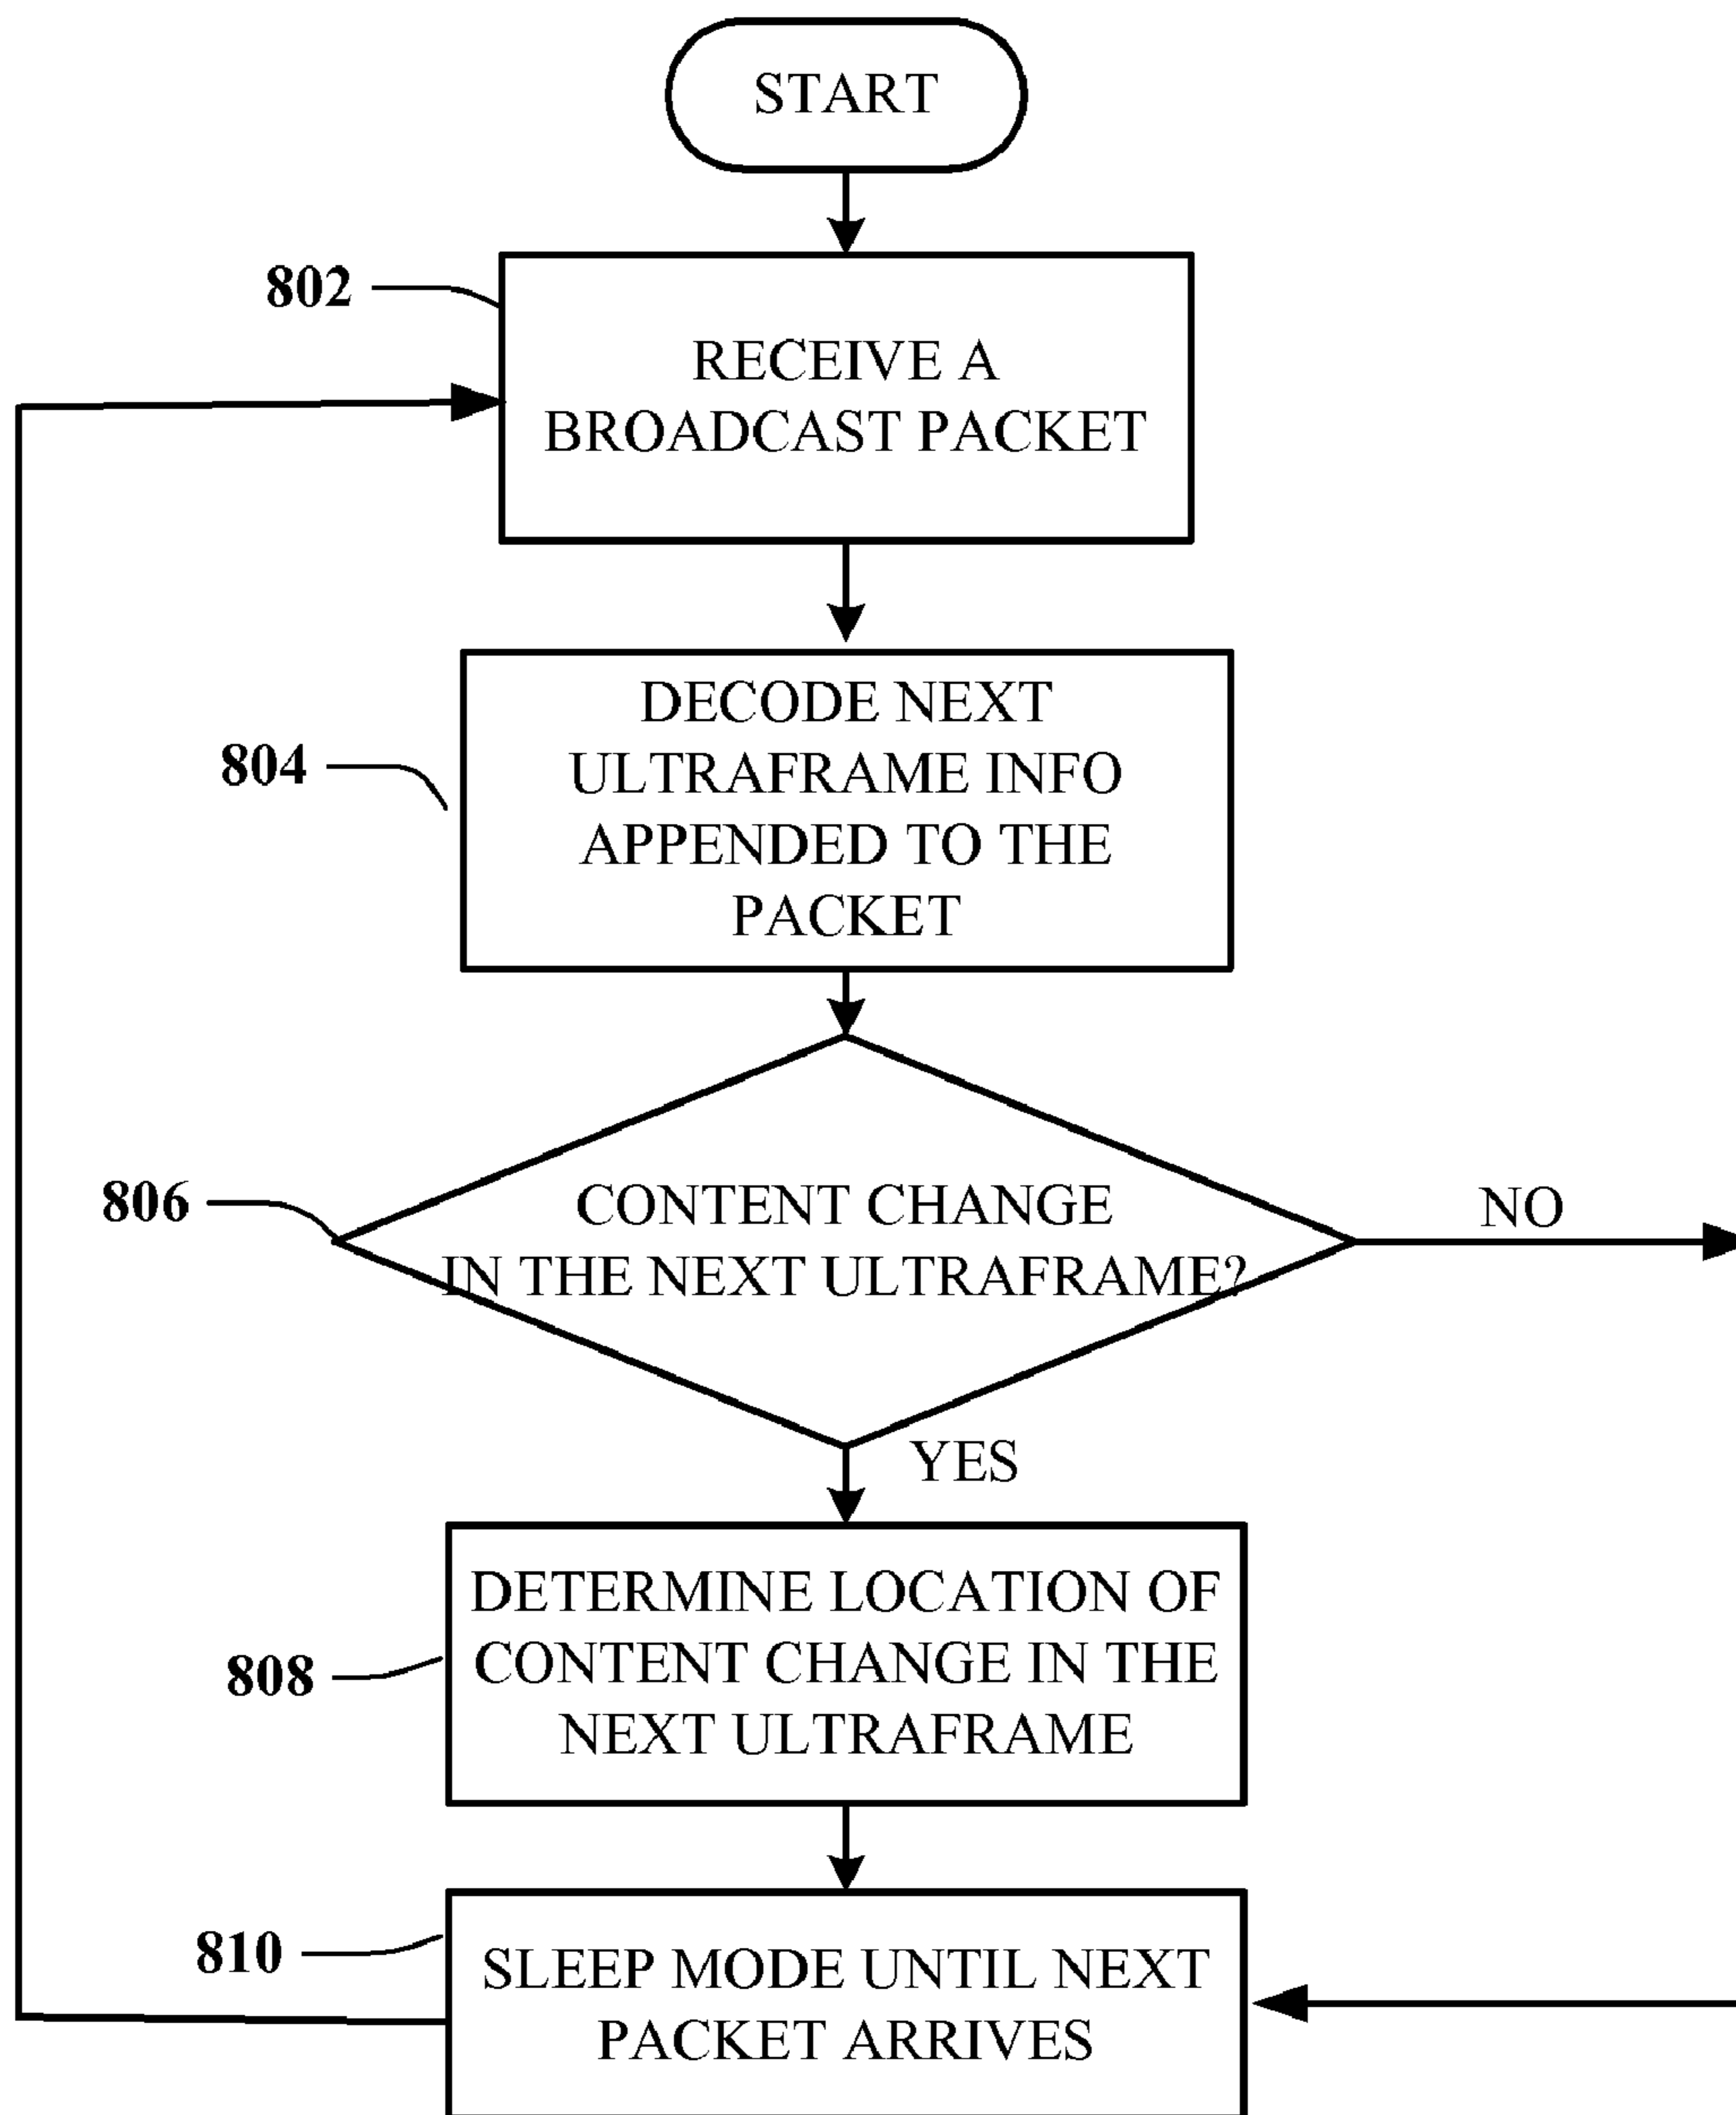 START
802
RECEIVE A
BROADCAST PACKET
804
DECODE NEXT
ULTRAFRAME INFO
APPENDED TO THE
PACKET
806
CONTENT CHANGE
IN THE NEXT ULTRAFRAME?
NO
YES
808
DETERMINE LOCATION OF
CONTENT CHANGE IN THE
NEXT ULTRAFRAME
810
SLEEP MODE UNTIL NEXT
PACKET ARRIVES